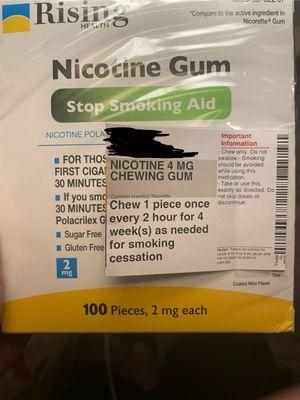 Rising
HEALTH
*Compare to the active ingredient in
Nicorette® Gum
Nicotine Gum
Stop Smoking Aid
NICOTINE POLA
FOR THOS
FIRST CIGA
30 MINUTES
If you smo
30 MINUTES
Polacrilex G
Sugar Free
Gluten Free
2
mg
NICOTINE 4 MG
CHEWING GUM
Nicorette
Chew 1 piece once
every 2 hour for 4
week(s) as needed
for smoking
cessation
Important
Information
- Chew only. Do not
swallow.- Smoking
should be avoided
while using this
medication.
- Take or use this
exactly as directed. Do
not skip doses or
discontinue.
Coated Mint Flavor
100 Pieces, 2 mg each